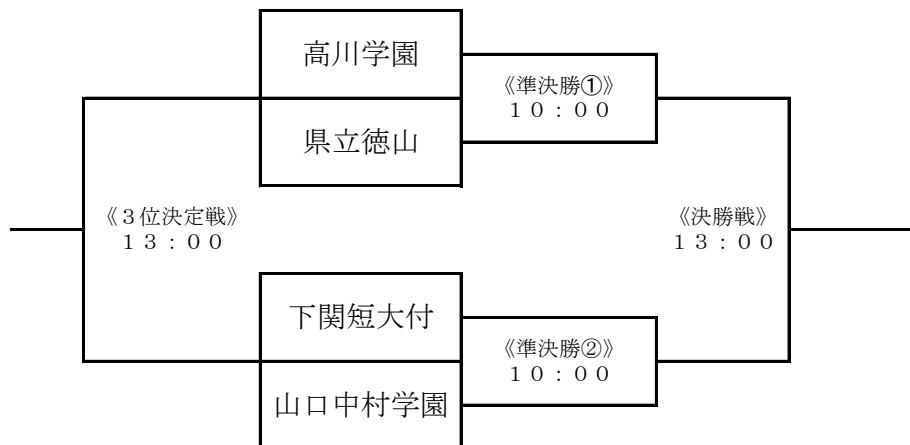 高川学園
《準決勝①》
１０：００
県立徳山
《３位決定戦》
１３：００
《決勝戦》
１３：００
下関短大付
《準決勝②》
１０：００
山口中村学園